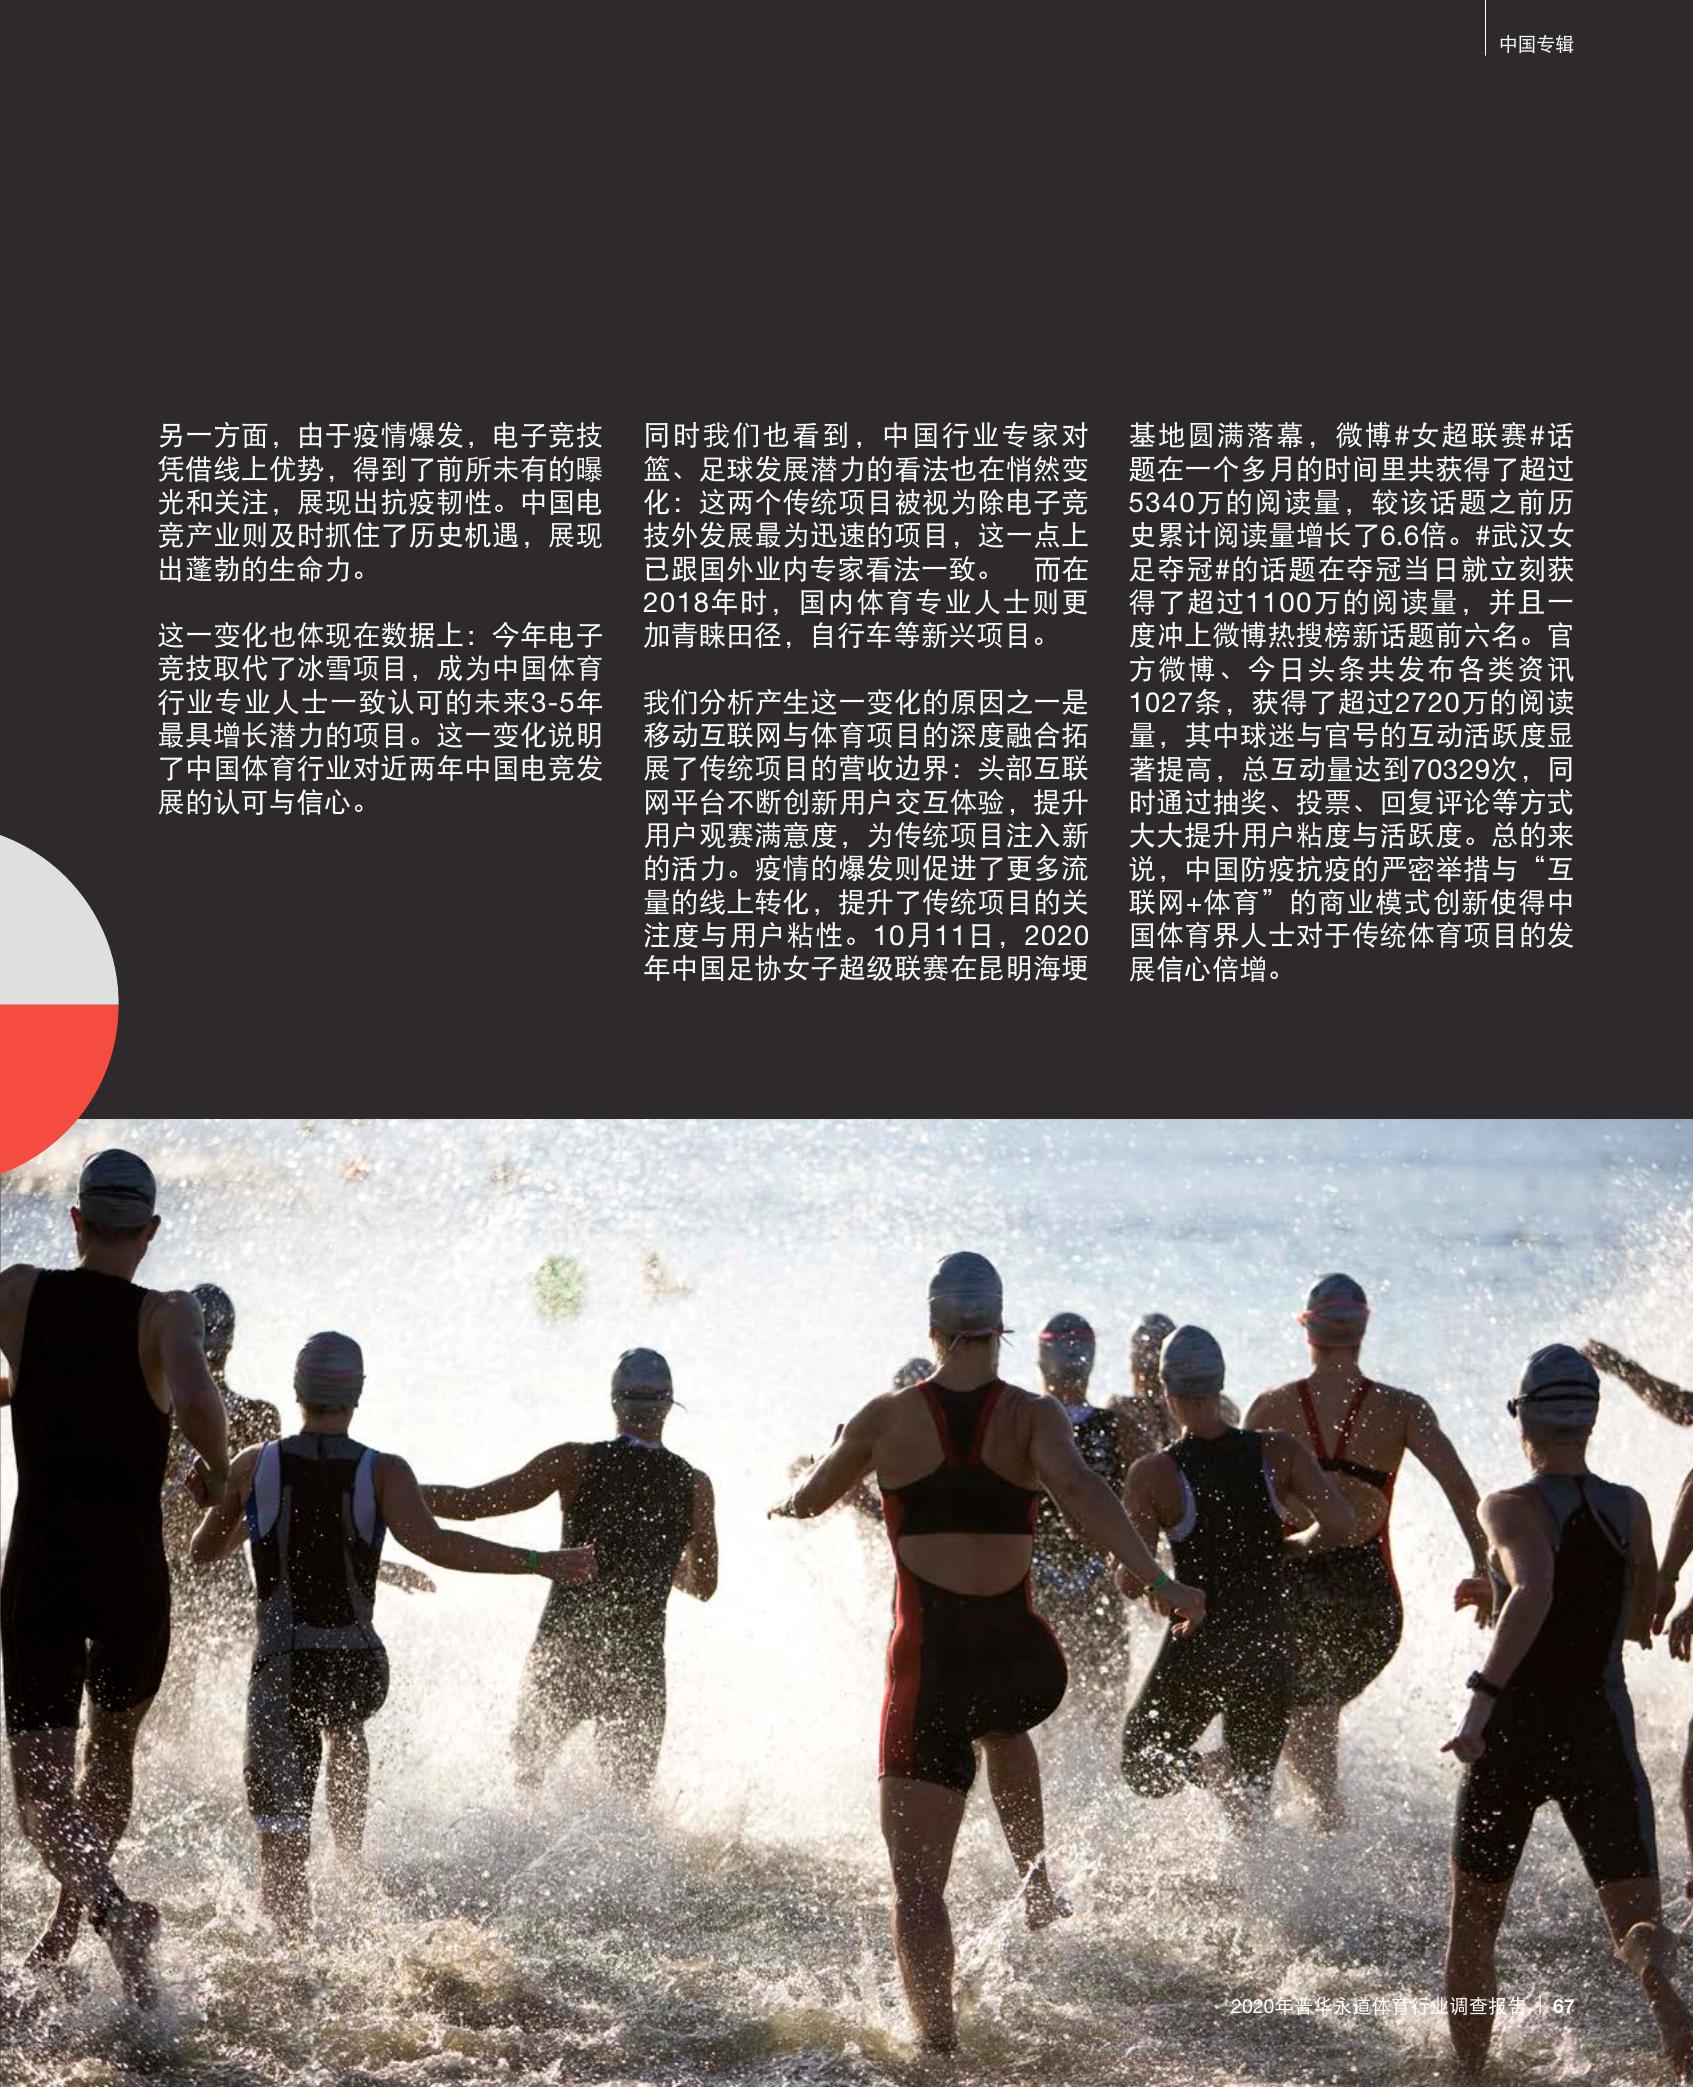 中国专辑
另一方面，由于疫情爆发，电子竞技
凭借线上优势，得到了前所未有的曝
光和关注，展现出抗疫韧性。中国电
竞产业则及时抓住了历史机遇，展现
出蓬勃的生命力。
这一变化也体现在数据上：今年电子
竞技取代了冰雪项目，成为中国体育
行业专业人士一致认可的未来3-5年
最具增长潜力的项目。这一变化说明
了中国体育行业对近两年中国电竞发
展的认可与信心。
同时我们也看到，中国行业专家对
篮、足球发展潜力的看法也在悄然变
化：这两个传统项目被视为除电子竞
技外发展最为迅速的项目，这一点上
已跟国外业内专家看法一致。 而在
2018年时，国内体育专业人士则更
加青睐田径，自行车等新兴项目。
我们分析产生这一变化的原因之一是
移动互联网与体育项目的深度融合拓
展了传统项目的营收边界：头部互联
网平台不断创新用户交互体验，提升
用户观赛满意度，为传统项目注入新
的活力。疫情的爆发则促进了更多流
量的线上转化，提升了传统项目的关
注度与用户粘性。10月11日，2020
年中国足协女子超级联赛在昆明海埂
基地圆满落幕，微博#女超联赛#话
题在一个多月的时间里共获得了超过
5340万的阅读量，较该话题之前历
史累计阅读量增长了6.6倍。#武汉女
足夺冠#的话题在夺冠当日就立刻获
得了超过1100万的阅读量，并且一
度冲上微博热搜榜新话题前六名。官
方微博、今日头条共发布各类资讯
1027条，获得了超过2720万的阅读
量，其中球迷与官号的互动活跃度显
著提高，总互动量达到70329次，同
时通过抽奖、投票、回复评论等方式
大大提升用户粘度与活跃度。总的来
说，中国防疫抗疫的严密举措与“互
联网+体育”的商业模式创新使得中
国体育界人士对于传统体育项目的发
展信心倍增。
2020年普华永道体育行业调查报告 | 67